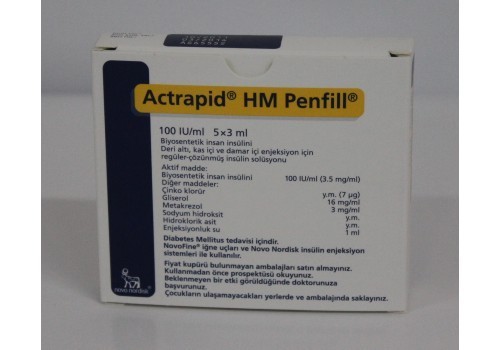 Actrapid® HM Penfill®
100 IU/ml 5×3 ml
Biyosentetik insan insülini
Deri altı, kas içi ve damar içi enjeksiyon için
regüler-çözünmüş insülin solüsyonu
Aktif madde:
Biyosentetik insan insülini 100 IU/ml (3.5 mg/ml)
Diğer maddeler:
Çinko klorür y.m. (7 µg)
Gliserol 16 mg/ml
Metakrezol 3 mg/ml
Sodyum hidroksit y.m.
Hidroklorik asit y.m.
Enjeksiyonluk su 1 ml
Diabetes Mellitus tedavisi içindir.
NovoFine® iğne uçları ve Novo Nordisk insülin enjeksiyon
sistemleri ile kullanılır.
Fiyat kupürü bulunmayan ambalajları satın almayınız.
Kullanmadan önce prospektüsü okuyunuz.
Beklenmeyen bir etki görüldüğünde doktorunuza
başvurunuz.
Çocukların ulaşamayacakları yerlerde ve ambalajında saklayınız.
novo nordisk